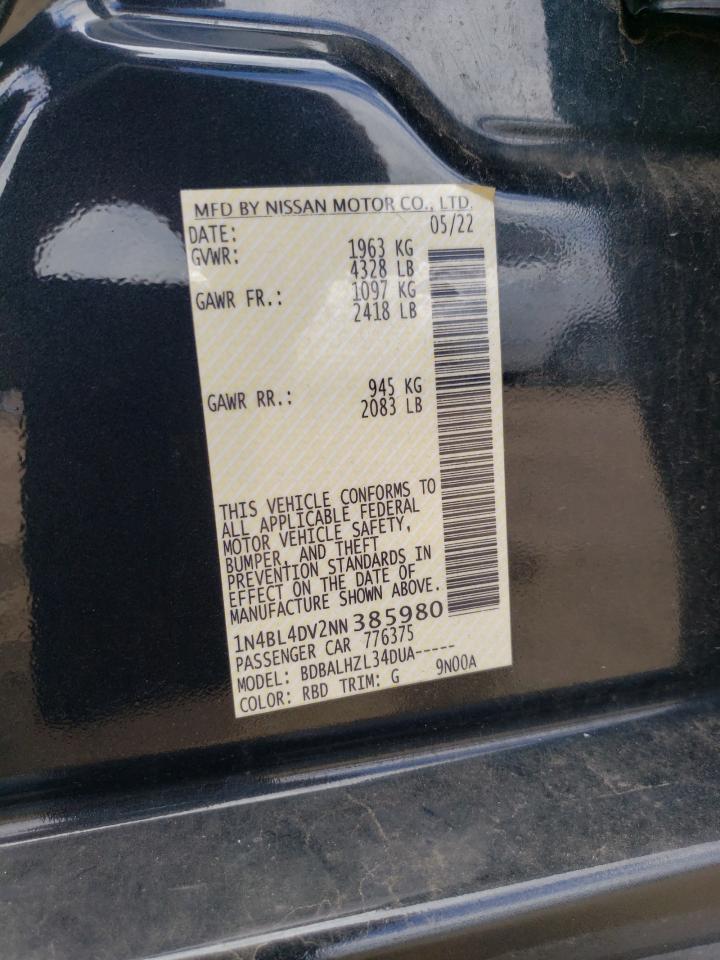 MFD BY NISSAN MOTOR CO., LTD.
DATE: 05/22
GVWR: 1963 KG
4328 LB
GAWR FR.: 1097 KG
2418 LB
GAWR RR.: 945 KG
2083 LB
THIS VEHICLE CONFORMS TO
ALL APPLICABLE FEDERAL
MOTOR VEHICLE SAFETY,
BUMPER, AND THEFT
PREVENTION STANDARDS IN
EFFECT ON THE DATE OF
MANUFACTURE SHOWN ABOVE.
1N4BL4DV2NN385980
PASSENGER CAR 776375
MODEL: BDBALHZL34DUA-----
COLOR: RBD TRIM: G 9N00A